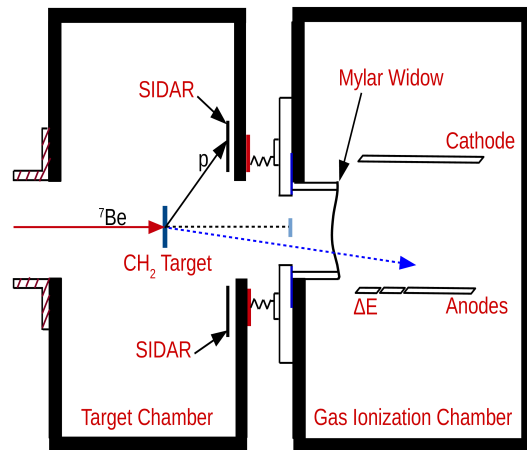 SIDAR
Mylar Widow
p
Cathode
⁷Be
CH₂ Target
SIDAR
ΔE
Anodes
Target Chamber
Gas Ionization Chamber